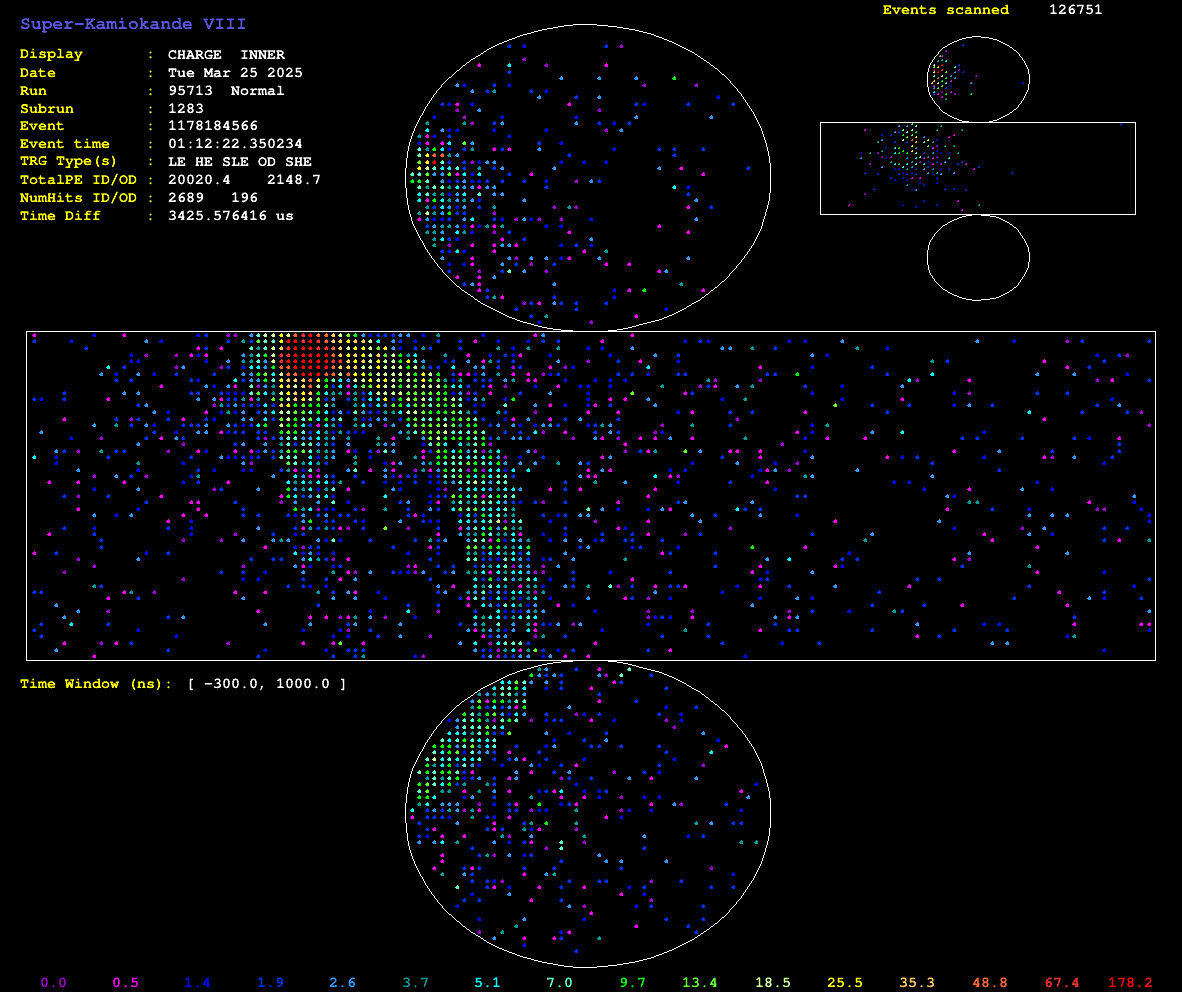 Super-Kamiokande VIII
Events scanned 126751
Display : CHARGE INNER
Date : Tue Mar 25 2025
Run : 95713 Normal
Subrun : 1283
Event : 1178184566
Event time : 01:12:22.350234
TRG Type(s) : LE HE SLE OD SHE
TotalPE ID/OD : 20020.4 2148.7
NumHits ID/OD : 2689 196
Time Diff : 3425.576416 us
Time Window (ns): [ -300.0, 1000.0 ]
0.0 0.5 1.4 1.9 2.6 3.7 5.1 7.0 9.7 13.4 18.5 25.5 35.3 48.8 67.4 178.2